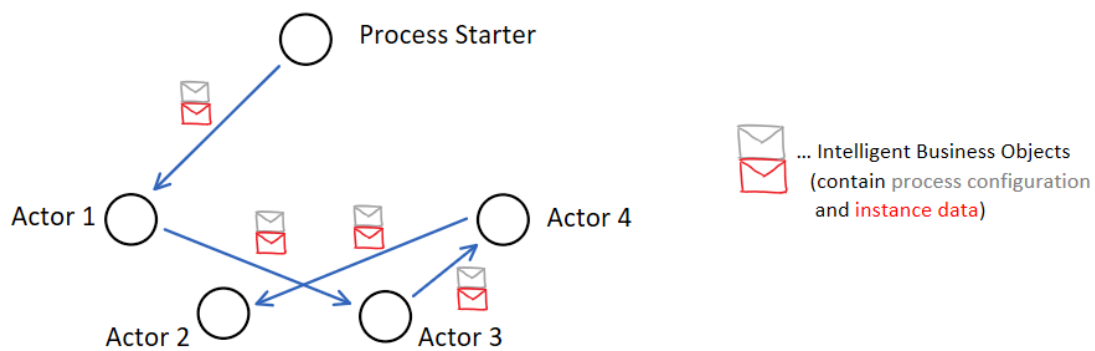 Process Starter
... Intelligent Business Objects
(contain process configuration
and instance data)
Actor 1
Actor 4
Actor 2
Actor 3